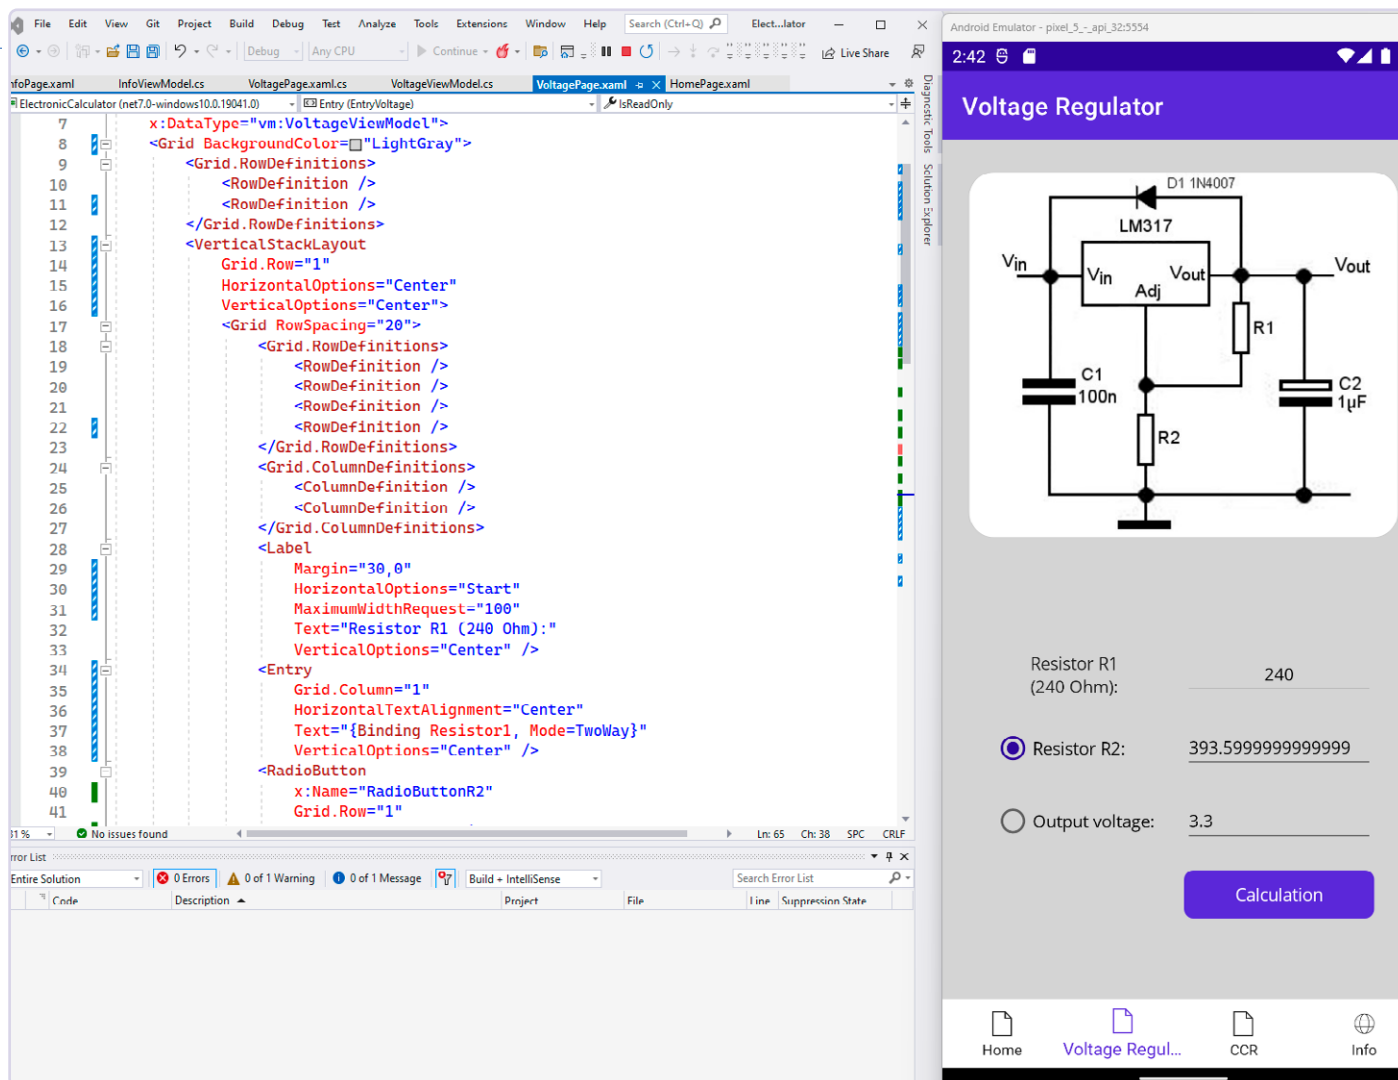 File Edit View Git Project Build Debug Test Analyze Tools Extensions Window Help Search (Ctrl+Q) Elect...lator
Debug Any CPU Continue Live Share
nfoPage.xaml InfoViewModel.cs VoltagePage.xaml.cs VoltageViewModel.cs VoltagePage.xaml HomePage.xaml
ElectronicCalculator (net7.0-windows10.0.19041.0) Entry (EntryVoltage) IsReadOnly
7 x:DataType="vm:VoltageViewModel">
8 <Grid BackgroundColor="LightGray">
9 <Grid.RowDefinitions>
10 <RowDefinition />
11 <RowDefinition />
12 </Grid.RowDefinitions>
13 <VerticalStackLayout
14 Grid.Row="1"
15 HorizontalOptions="Center"
16 VerticalOptions="Center">
17 <Grid RowSpacing="20">
18 <Grid.RowDefinitions>
19 <RowDefinition />
20 <RowDefinition />
21 <RowDefinition />
22 <RowDefinition />
23 </Grid.RowDefinitions>
24 <Grid.ColumnDefinitions>
25 <ColumnDefinition />
26 <ColumnDefinition />
27 </Grid.ColumnDefinitions>
28 <Label
29 Margin="30,0"
30 HorizontalOptions="Start"
31 MaximumWidthRequest="100"
32 Text="Resistor R1 (240 Ohm):"
33 VerticalOptions="Center" />
34 <Entry
35 Grid.Column="1"
36 HorizontalTextAlignment="Center"
37 Text="{Binding Resistor1, Mode=TwoWay}"
38 VerticalOptions="Center" />
39 <RadioButton
40 x:Name="RadioButtonR2"
41 Grid.Row="1"
31 % No issues found Ln: 65 Ch: 38 SPC CRLF
rror List
Entire Solution 0 Errors 0 of 1 Warning 0 of 1 Message Build + IntelliSense Search Error List
Code Description Project File Line Suppression State
Diagnostic Tools
Solution Explorer
Android Emulator - pixel_5_-_api_32:5554
2:42
Voltage Regulator
D1 1N4007
LM317
Vin Vin Vout Vout
Adj
R1
C1
100n
C2
1µF
R2
Resistor R1
(240 Ohm):
240
Resistor R2: 393.5999999999999
Output voltage: 3.3
Calculation
Home Voltage Regul... CCR Info